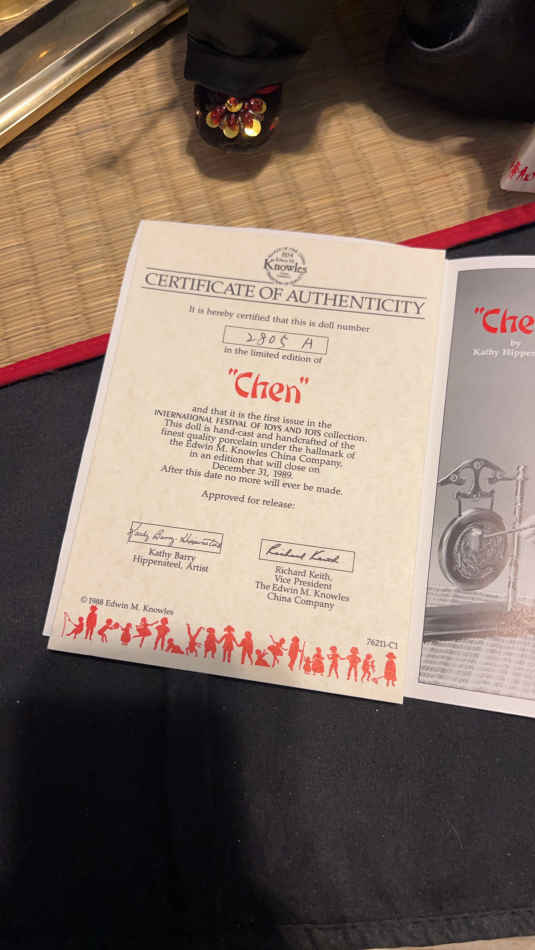 Knowles
CERTIFICATE OF AUTHENTICITY
It is hereby certified that this is doll number
2805 A
in the limited edition of
"Chen"
and that it is the first issue in the
INTERNATIONAL FESTIVAL OF TOYS AND TOTS collection.
This doll is hand-cast and handcrafted of the
finest quality porcelain under the hallmark of
the Edwin M. Knowles China Company,
in an edition that will close on
December 31, 1989.
After this date no more will ever be made.
Approved for release:
Kathy Barry Hippensteel
Kathy Barry
Hippensteel, Artist
Richard Keith
Richard Keith,
Vice President
The Edwin M. Knowles
China Company
© 1988 Edwin M. Knowles
76211-C1
"Che
by
Kathy Hippen